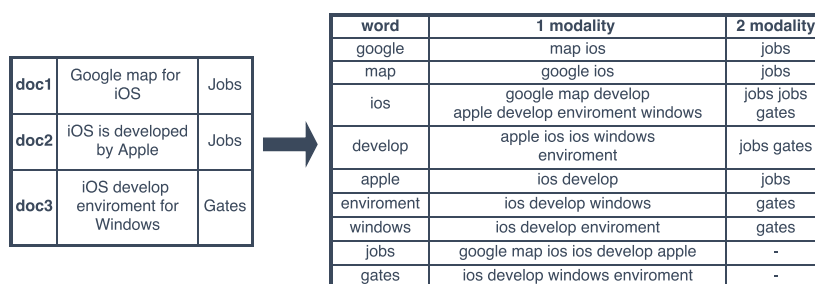 doc1
Google map for
iOS
Jobs
doc2
iOS is developed
by Apple
Jobs
doc3
iOS develop
enviroment for
Windows
Gates
word 1 modality 2 modality
google map ios jobs
map google ios jobs
ios
google map develop
apple develop enviroment windows
jobs jobs
gates
develop
apple ios ios windows
enviroment
jobs gates
apple ios develop jobs
enviroment ios develop windows gates
windows ios develop enviroment gates
jobs google map ios ios develop apple -
gates ios develop windows enviroment -